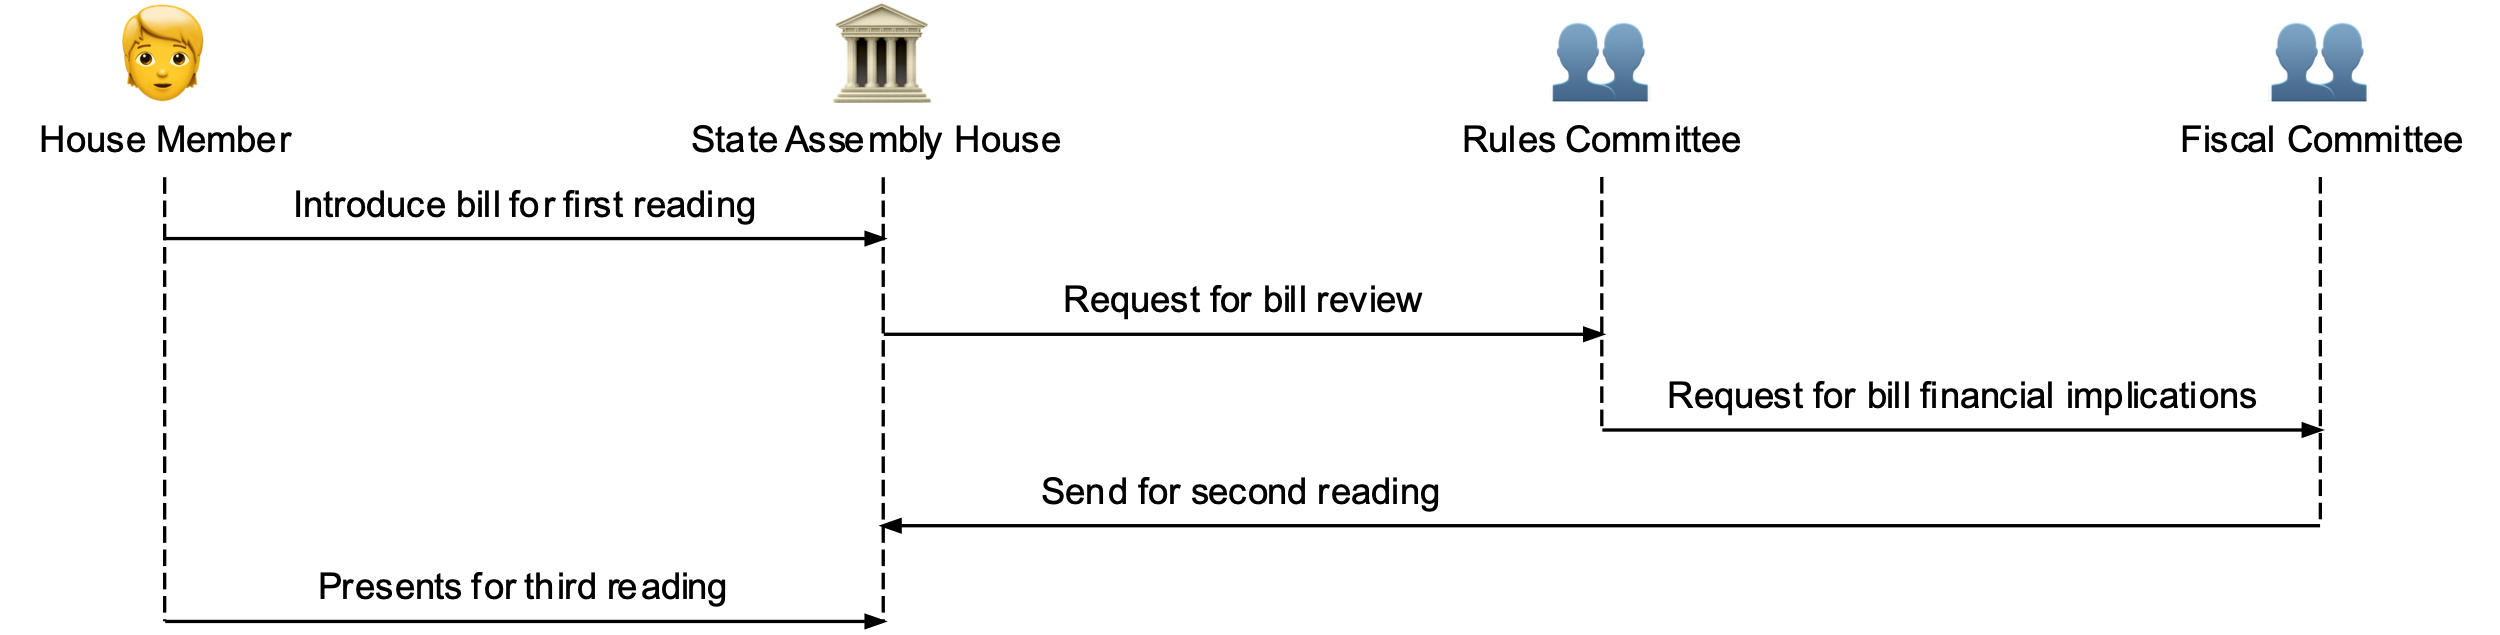 House Member
State Assembly House
Rules Committee
Fiscal Committee
Introduce bill for first reading
Request for bill review
Request for bill financial implications
Send for second reading
Presents for third reading